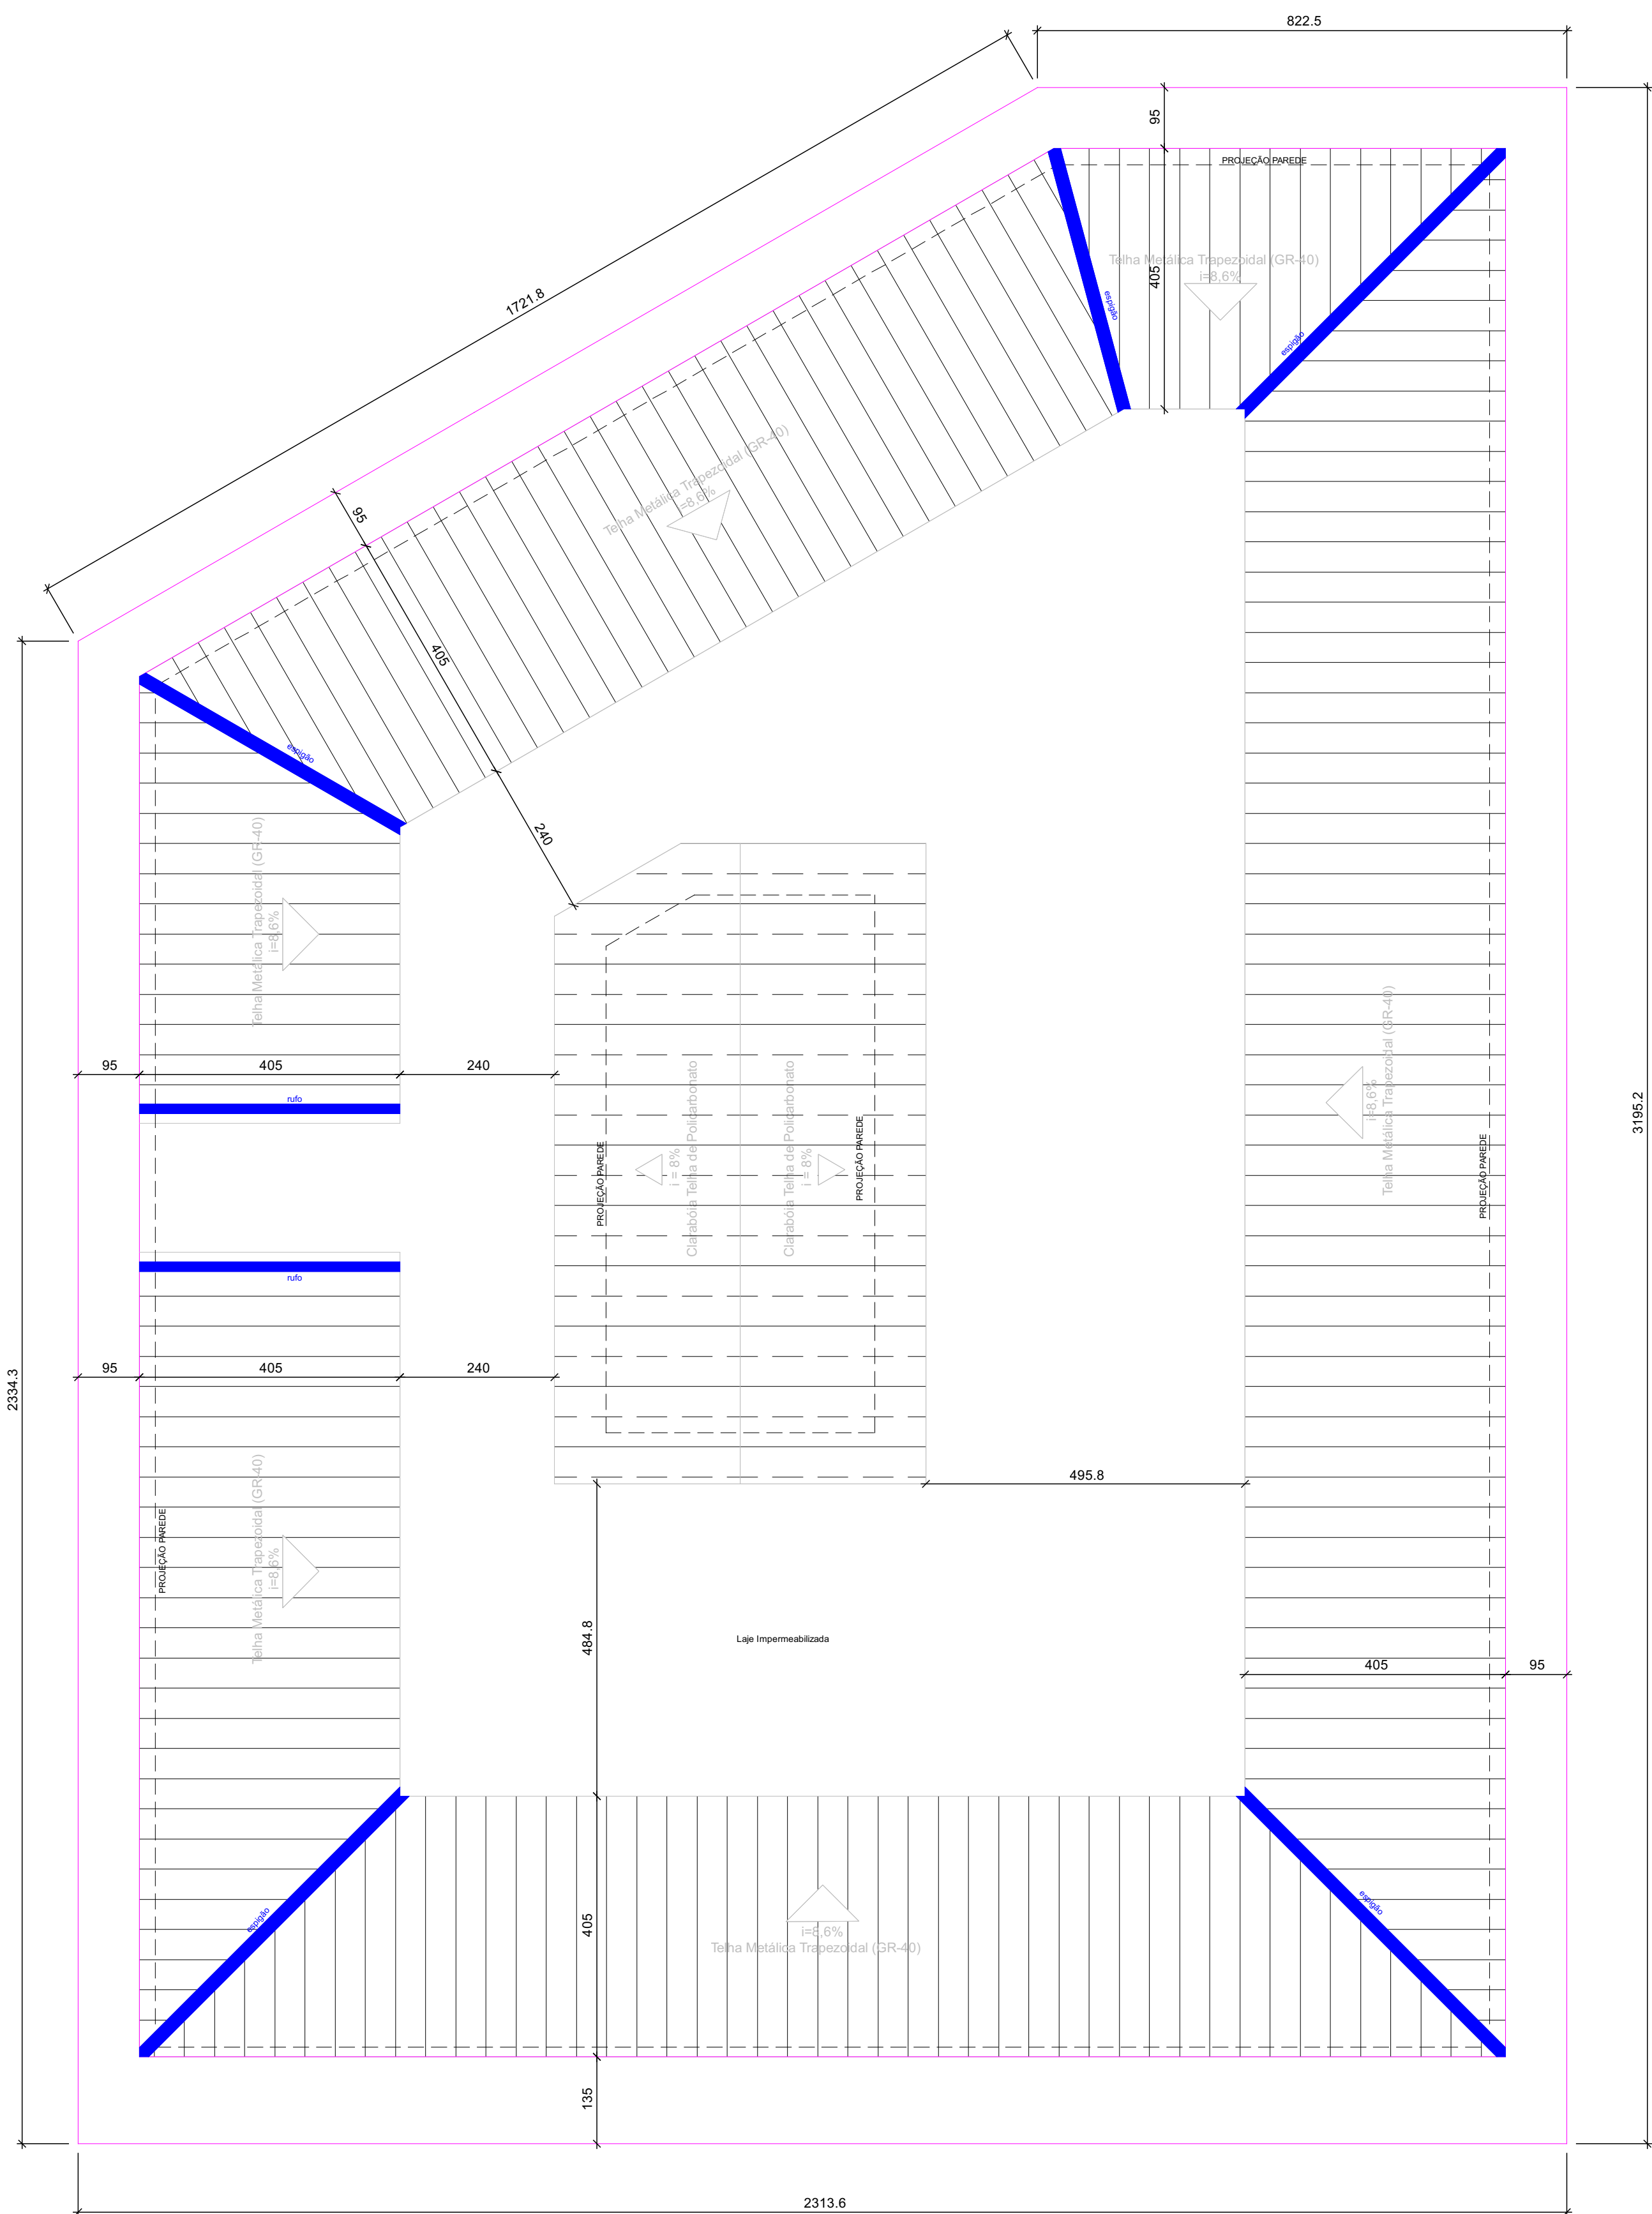 822.5
95
PROJEÇÃO PAREDE
Telha Metálica Trapezoidal (GR-40)
i=8,6%
405
espigão
espigão
1721.8
Telha Metálica Trapezoidal (GR-40)
i=8,6%
95
405
240
espigão
Telha Metálica Trapezoidal (GR-40)
i=8,6%
95
405
240
rufo
PROJEÇÃO PAREDE
i = 8%
Clarabóia Telha de Policarbonato
Clarabóia Telha de Policarbonato
i = 8%
PROJEÇÃO PAREDE
i=8,6%
Telha Metálica Trapezoidal (GR-40)
PROJEÇÃO PAREDE
3195.2
rufo
2334.3
95
405
240
495.8
PROJEÇÃO PAREDE
Telha Metálica Trapezoidal (GR-40)
i=8,6%
484.8
Laje Impermeabilizada
405
95
espigão
405
i=8,6%
Telha Metálica Trapezoidal (GR-40)
espigão
135
2313.6